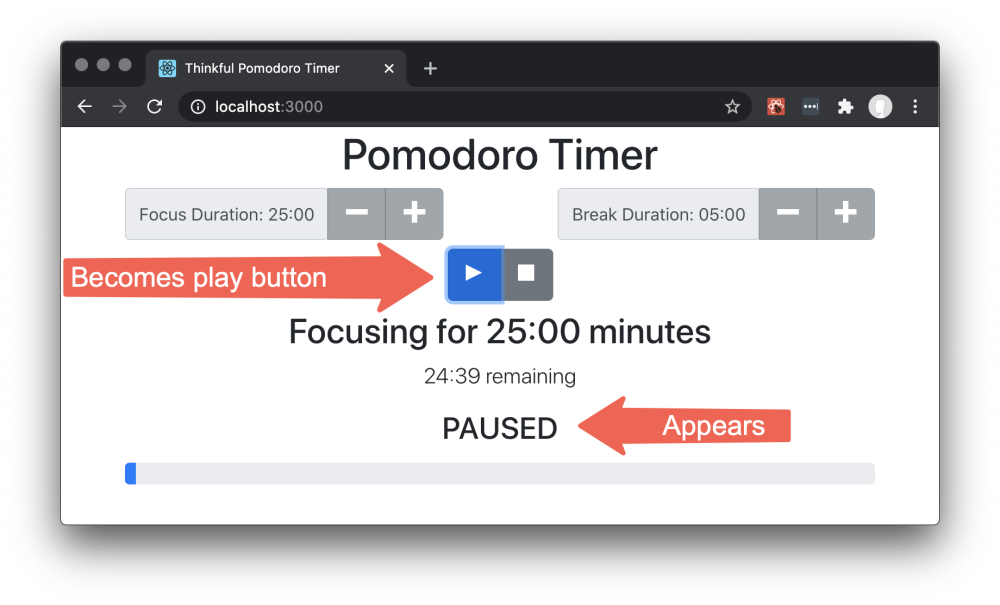 Thinkful Pomodoro Timer
localhost:3000
Pomodoro Timer
Focus Duration: 25:00
Break Duration: 05:00
Becomes play button
Focusing for 25:00 minutes
24:39 remaining
PAUSED
Appears